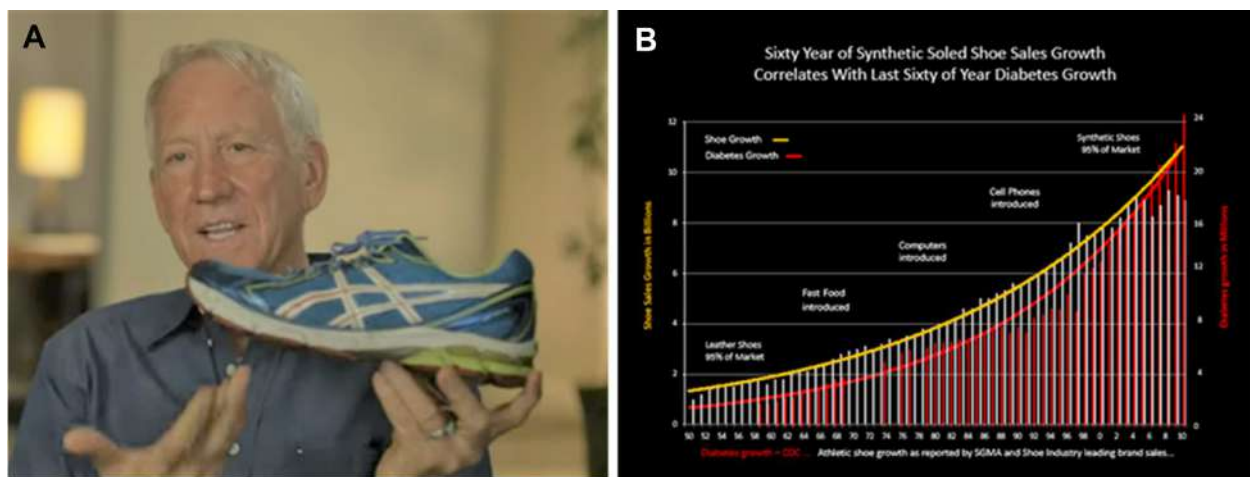 A
B
Sixty Year of Synthetic Soled Shoe Sales Growth
Correlates With Last Sixty of Year Diabetes Growth
12
10
8
6
4
2
0
24
20
16
12
8
4
0
Shoe Growth
Diabetes Growth
Synthetic Shoes
95% of Market
Cell Phones
introduced
Computers
introduced
Fast Food
introduced
Leather Shoes
95% of Market
Shoe Sales Growth in Billions
Diabetes growth in Millions
50 52 54 56 58 60 62 64 66 68 70 72 74 76 78 80 82 84 86 88 90 92 94 96 98 0 2 4 6 8 10
Diabetes growth – CDC ... Athletic shoe growth as reported by SGMA and Shoe Industry leading brand sales...